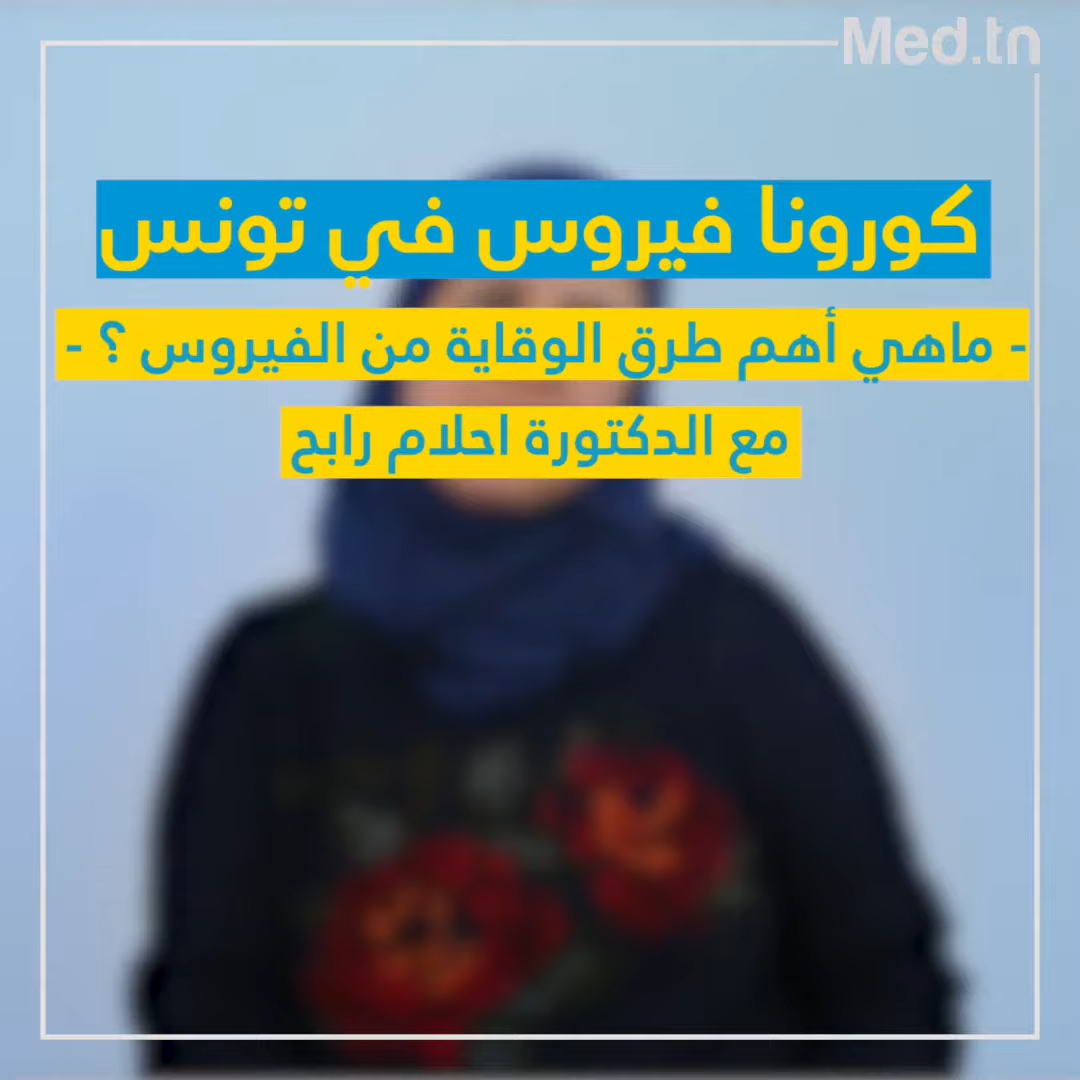 Med.tn
كورونا فيروس في تونس
- ماهي أهم طرق الوقاية من الفيروس ؟ -
مع الدكتورة احلام رابح